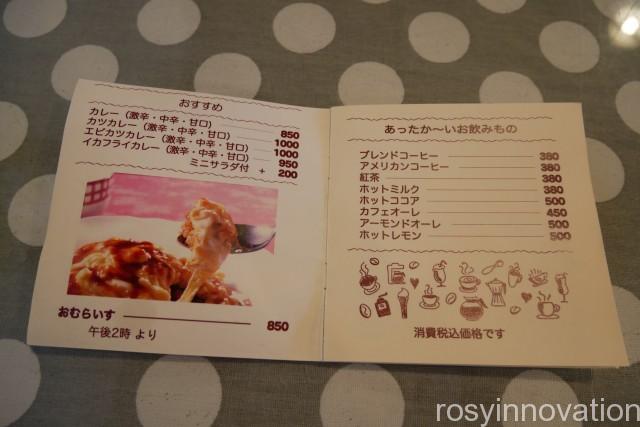 おすすめ
カレー（激辛・中辛・甘口） 850
カツカレー（激辛・中辛・甘口） 1000
エビカツカレー（激辛・中辛・甘口） 1000
イカフライカレー（激辛・中辛・甘口） 950
ミニサラダ付 + 200
おむらいす 850
午後2時 より
あったか〜いお飲みもの
ブレンドコーヒー 380
アメリカンコーヒー 380
紅茶 380
ホットミルク 380
ホットココア 500
カフェオーレ 450
アーモンドオーレ 500
ホットレモン 500
消費税込価格です
rosyinnovation